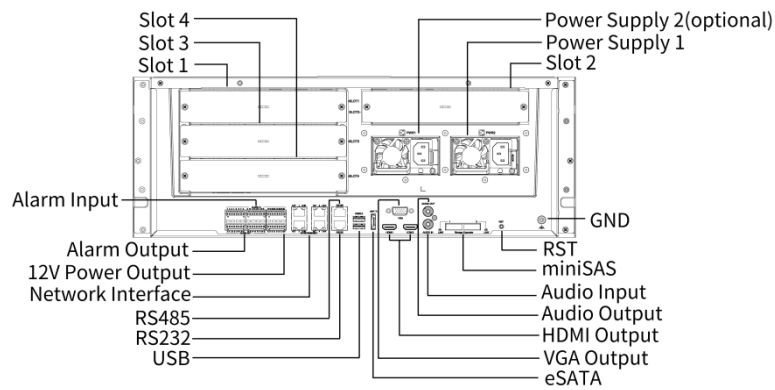 Slot 4
Power Supply 2(optional)
Slot 3
Power Supply 1
Slot 1
Slot 2
Alarm Input
GND
Alarm Output
RST
12V Power Output
miniSAS
Network Interface
Audio Input
RS485
Audio Output
RS232
HDMI Output
USB
VGA Output
eSATA